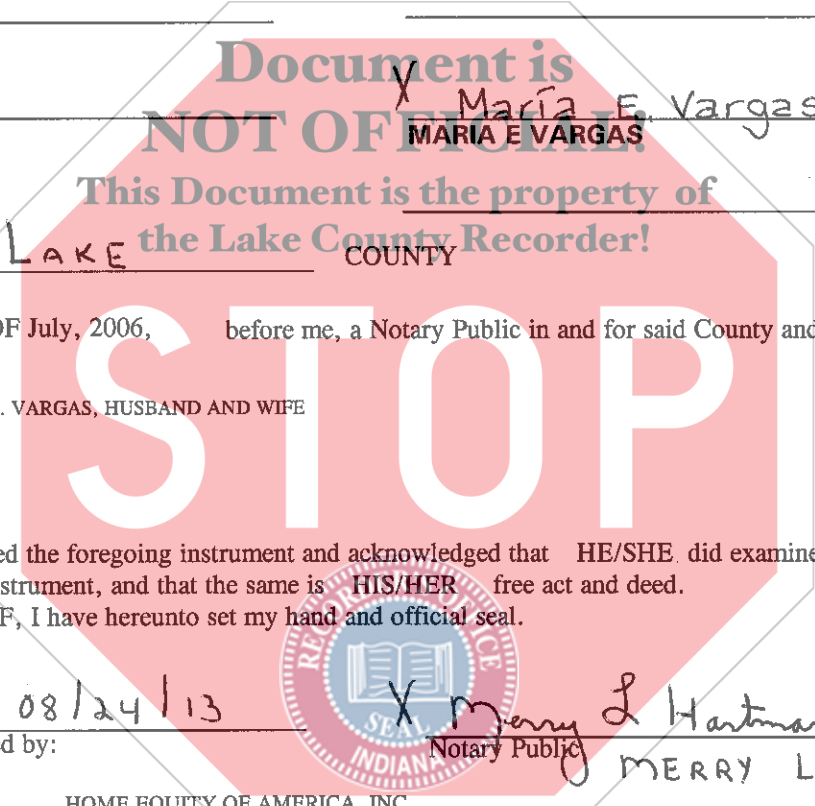 Document is
NOT OFFICIAL!
This Document is the property of
the Lake County Recorder!
STOP
X María E. Vargas
MARIA E VARGAS
LAKE COUNTY
OF July, 2006, before me, a Notary Public in and for said County and
. VARGAS, HUSBAND AND WIFE
ed the foregoing instrument and acknowledged that HE/SHE did examine
strument, and that the same is HIS/HER free act and deed.
F, I have hereunto set my hand and official seal.
RECORDER'S OFFICE
SEAL
INDIANA
08/24/13
X Merry L Hartma
d by:
Notary Public
MERRY L
HOME EQUITY OF AMERICA, INC